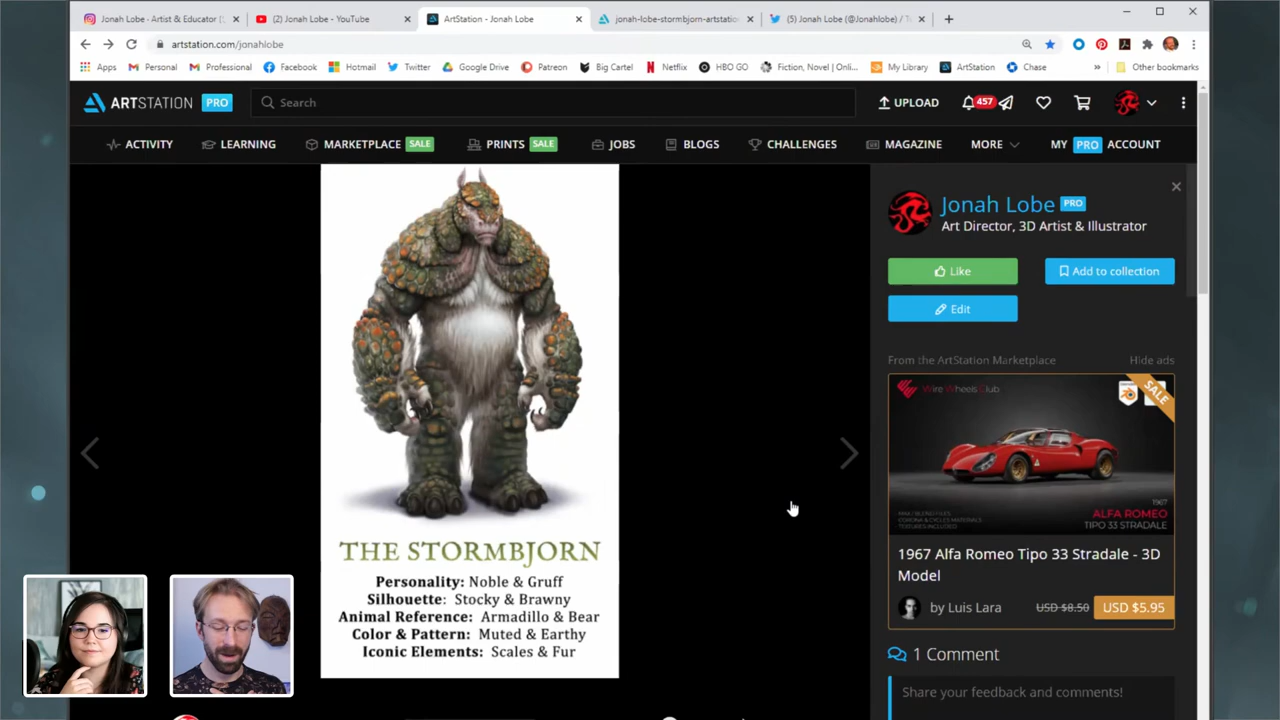 Jonah Lobe - Artist & Educator
(2) Jonah Lobe - YouTube
ArtStation - Jonah Lobe
jonah-lobe-stormbjorn-artstatio
(5) Jonah Lobe (@Jonahlobe) / T
artstation.com/jonahlobe
Apps
Personal
Professional
Facebook
Hotmail
Twitter
Google Drive
Patreon
Big Cartel
Netflix
HBO GO
Fiction, Novel | Onli...
My Library
ArtStation
Chase
»
Other bookmarks
ARTSTATION PRO
Search
UPLOAD
457
ACTIVITY
LEARNING
MARKETPLACE SALE
PRINTS SALE
JOBS
BLOGS
CHALLENGES
MAGAZINE
MORE
MY PRO ACCOUNT
Jonah Lobe PRO
Art Director, 3D Artist & Illustrator
Like
Add to collection
Edit
From the ArtStation Marketplace
Hide ads
Wire Wheels Club
SALE
1967
ALFA ROMEO
TIPO 33 STRADALE
1967 Alfa Romeo Tipo 33 Stradale - 3D
Model
by Luis Lara
USD $8.50
USD $5.95
1 Comment
Share your feedback and comments!
THE STORMBJORN
Personality: Noble & Gruff
Silhouette: Stocky & Brawny
Animal Reference: Armadillo & Bear
Color & Pattern: Muted & Earthy
Iconic Elements: Scales & Fur